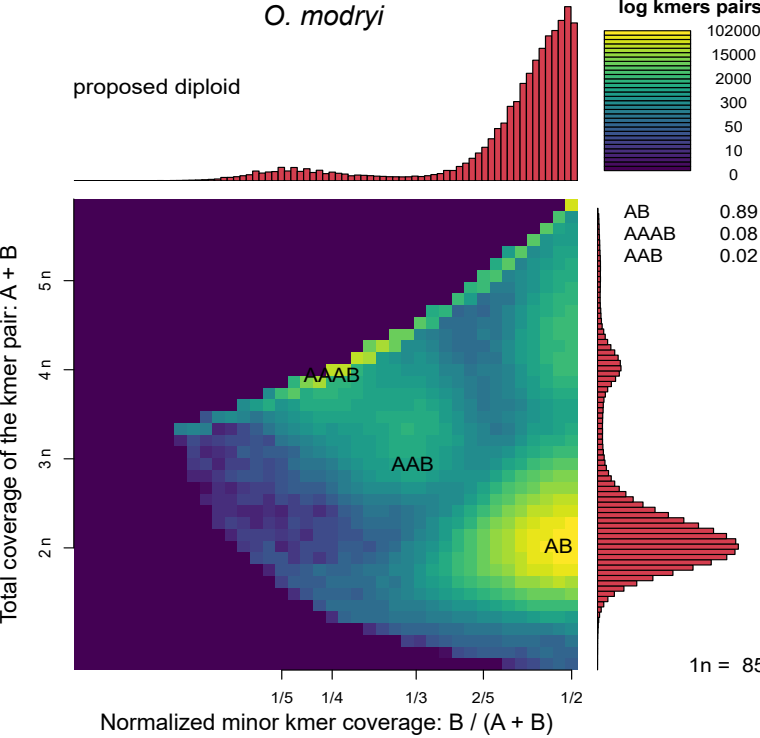 O. modryi
log kmers pairs
proposed diploid
102000
15000
2000
300
50
10
0
AB 0.89
AAAB 0.08
AAB 0.02
Total coverage of the kmer pair: A + B
5n
4n
3n
2n
AAAB
AAB
AB
1n = 85
1/5 1/4 1/3 2/5 1/2
Normalized minor kmer coverage: B / (A + B)